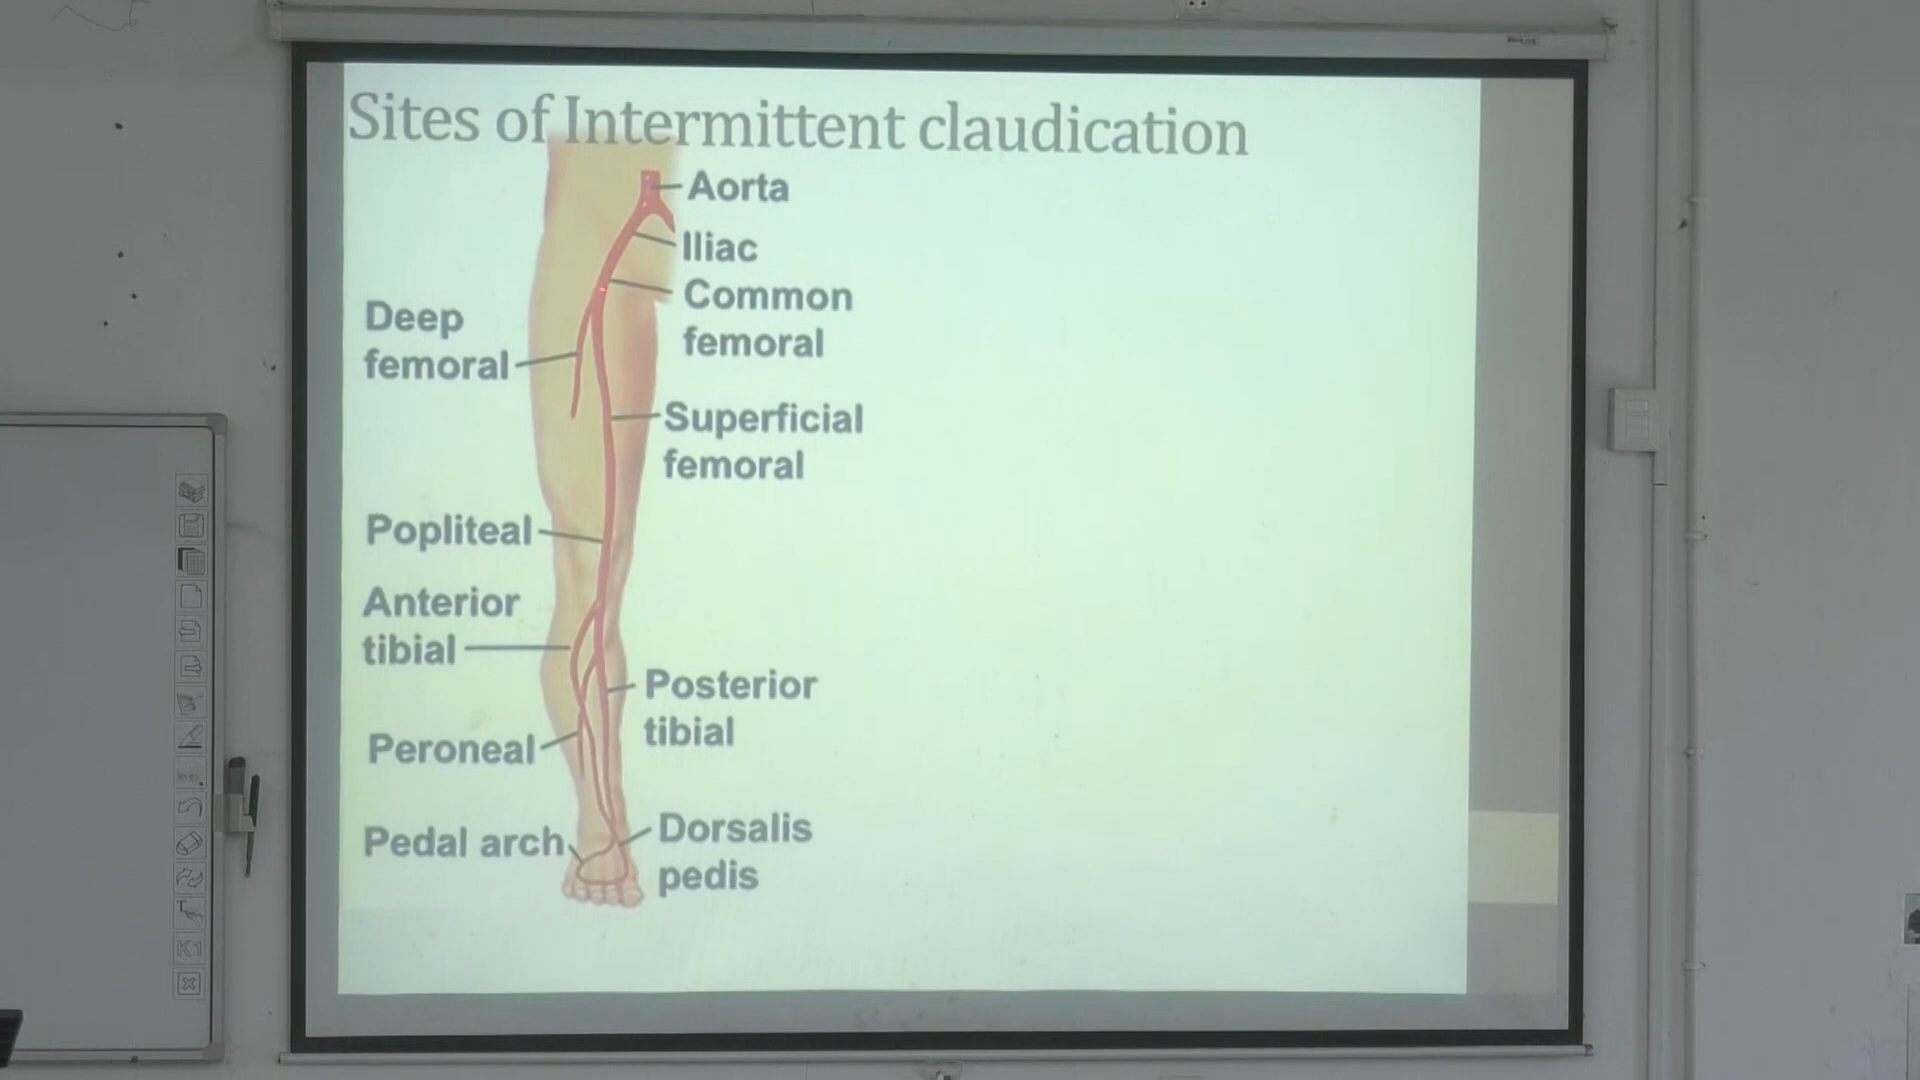 Sites of Intermittent claudication
Aorta
Iliac
Common
femoral
Deep
femoral
Superficial
femoral
Popliteal
Anterior
tibial
Posterior
tibial
Peroneal
Pedal arch
Dorsalis
pedis
T
K1